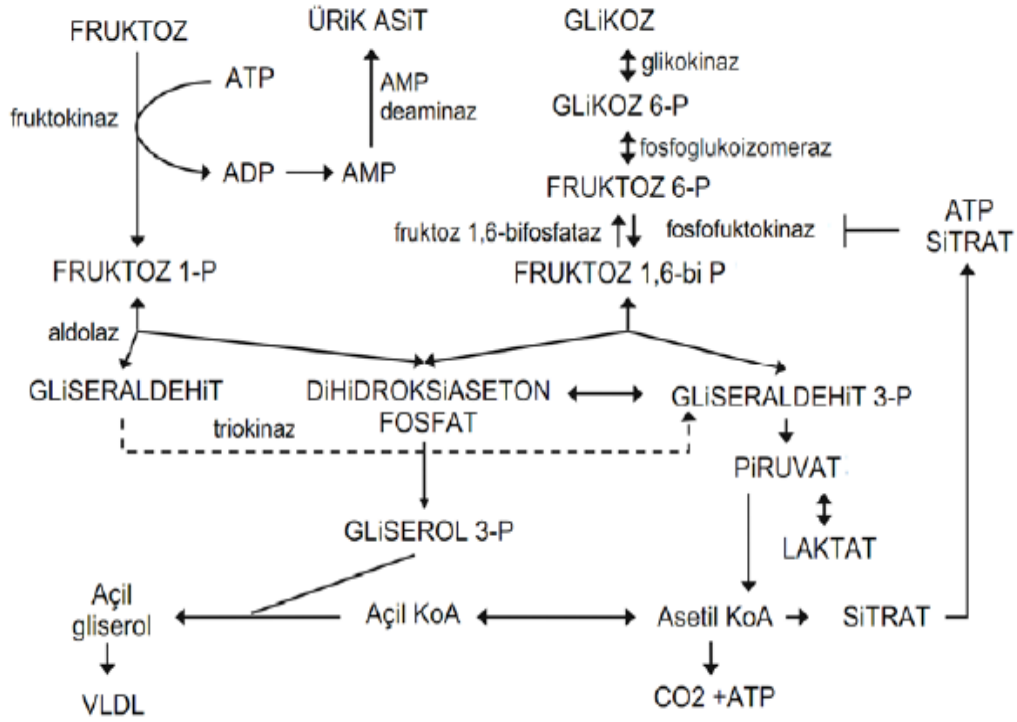 FRUKTOZ
ÜRiK ASiT
GLiKOZ
ATP
AMP
deaminaz
glikokinaz
fruktokinaz
GLiKOZ 6-P
fosfoglukoizomeraz
ADP
AMP
FRUKTOZ 6-P
fruktoz 1,6-bifosfataz
fosfofuktokinaz
ATP
SiTRAT
FRUKTOZ 1-P
FRUKTOZ 1,6-bi P
aldolaz
GLiSERALDEHiT
DiHiDROKSiASETON
FOSFAT
GLiSERALDEHiT 3-P
triokinaz
PiRUVAT
GLiSEROL 3-P
LAKTAT
Açil
gliserol
Açil KoA
Asetil KoA
SiTRAT
VLDL
CO2 +ATP